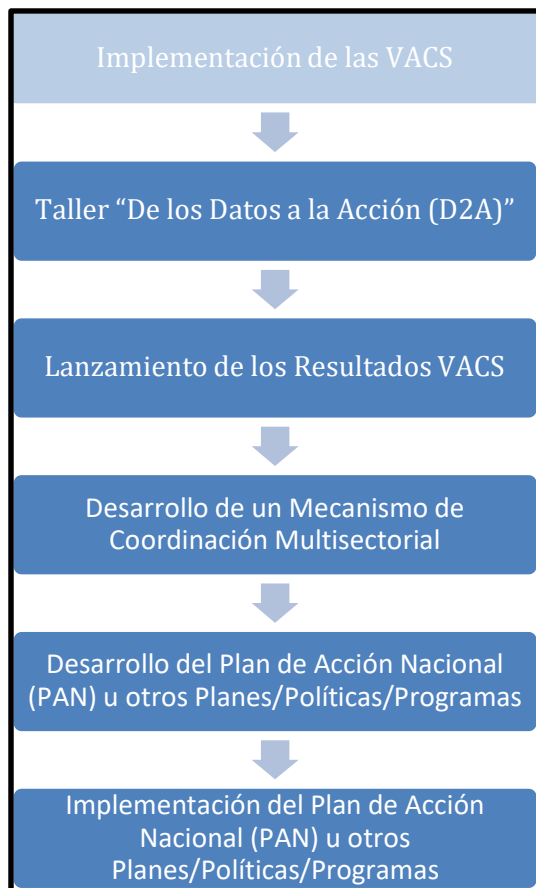 Implementación de las VACS
Taller “De los Datos a la Acción (D2A)”
Lanzamiento de los Resultados VACS
Desarrollo de un Mecanismo de
Coordinación Multisectorial
Desarrollo del Plan de Acción Nacional
(PAN) u otros Planes/Políticas/Programas
Implementación del Plan de Acción
Nacional (PAN) u otros
Planes/Políticas/Programas